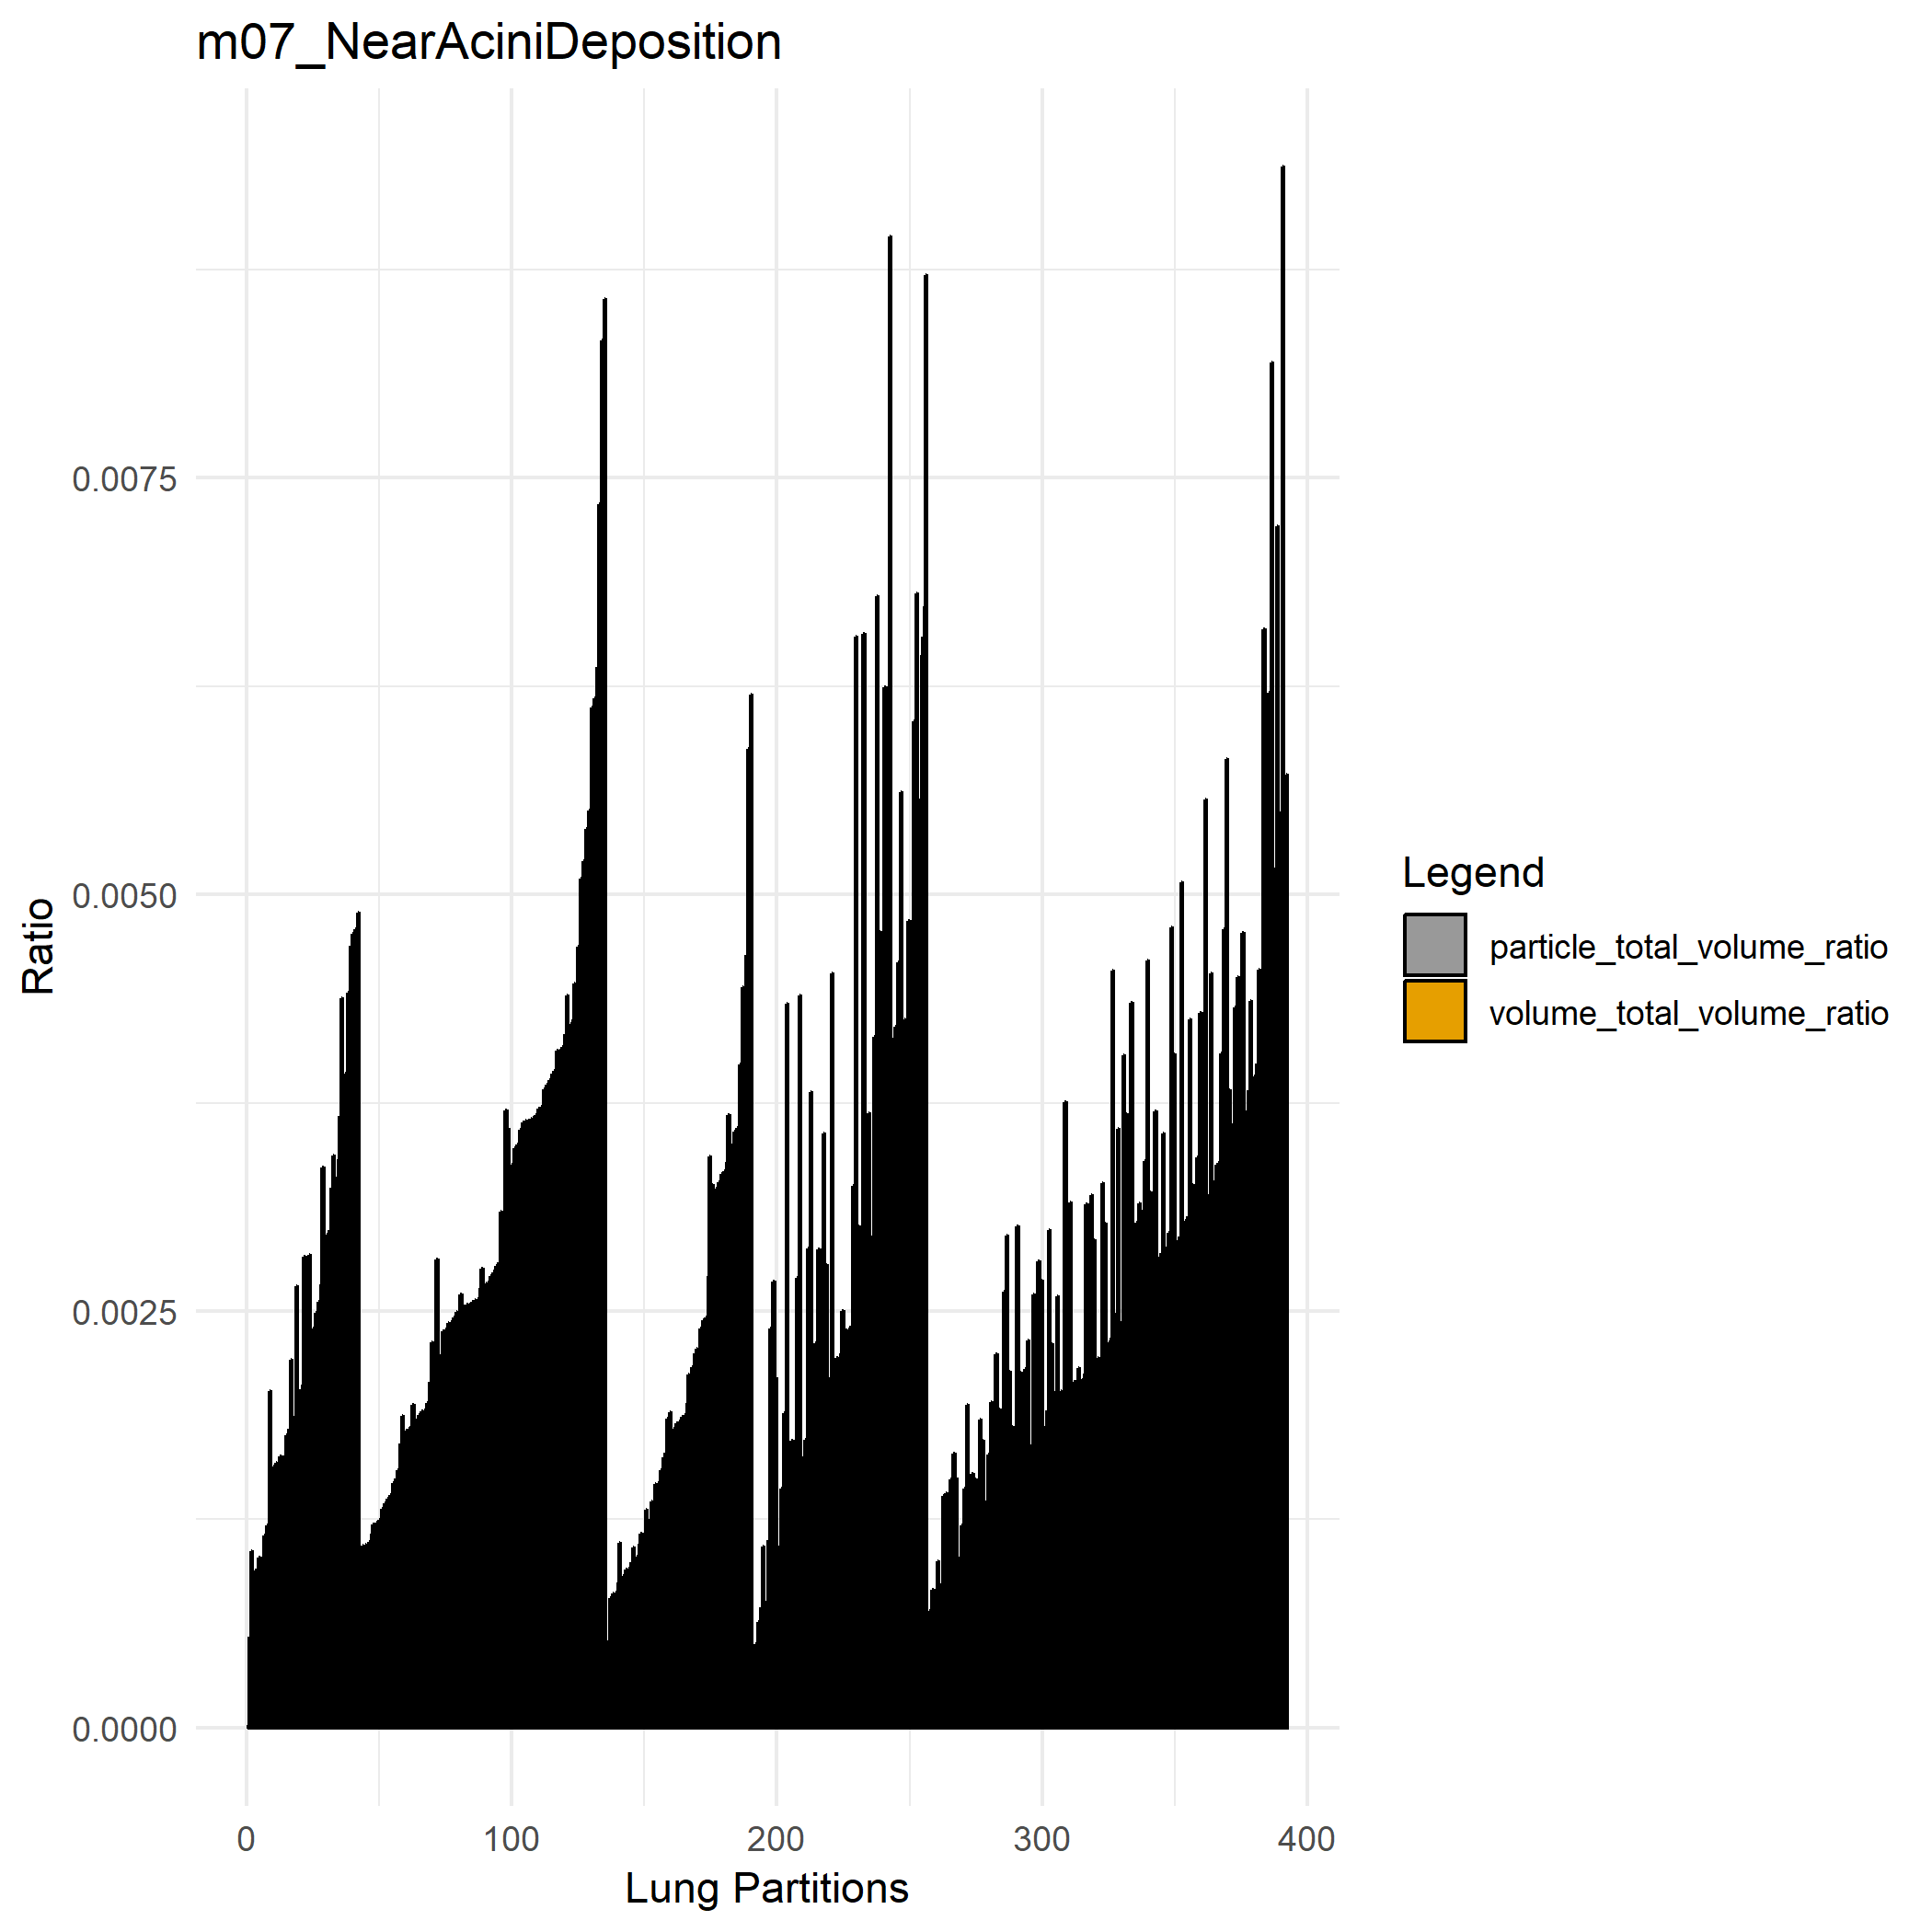 m07_NearAciniDeposition
Ratio
0.0075
0.0050
0.0025
0.0000
0 100 200 300 400
Lung Partitions
Legend
particle_total_volume_ratio
volume_total_volume_ratio